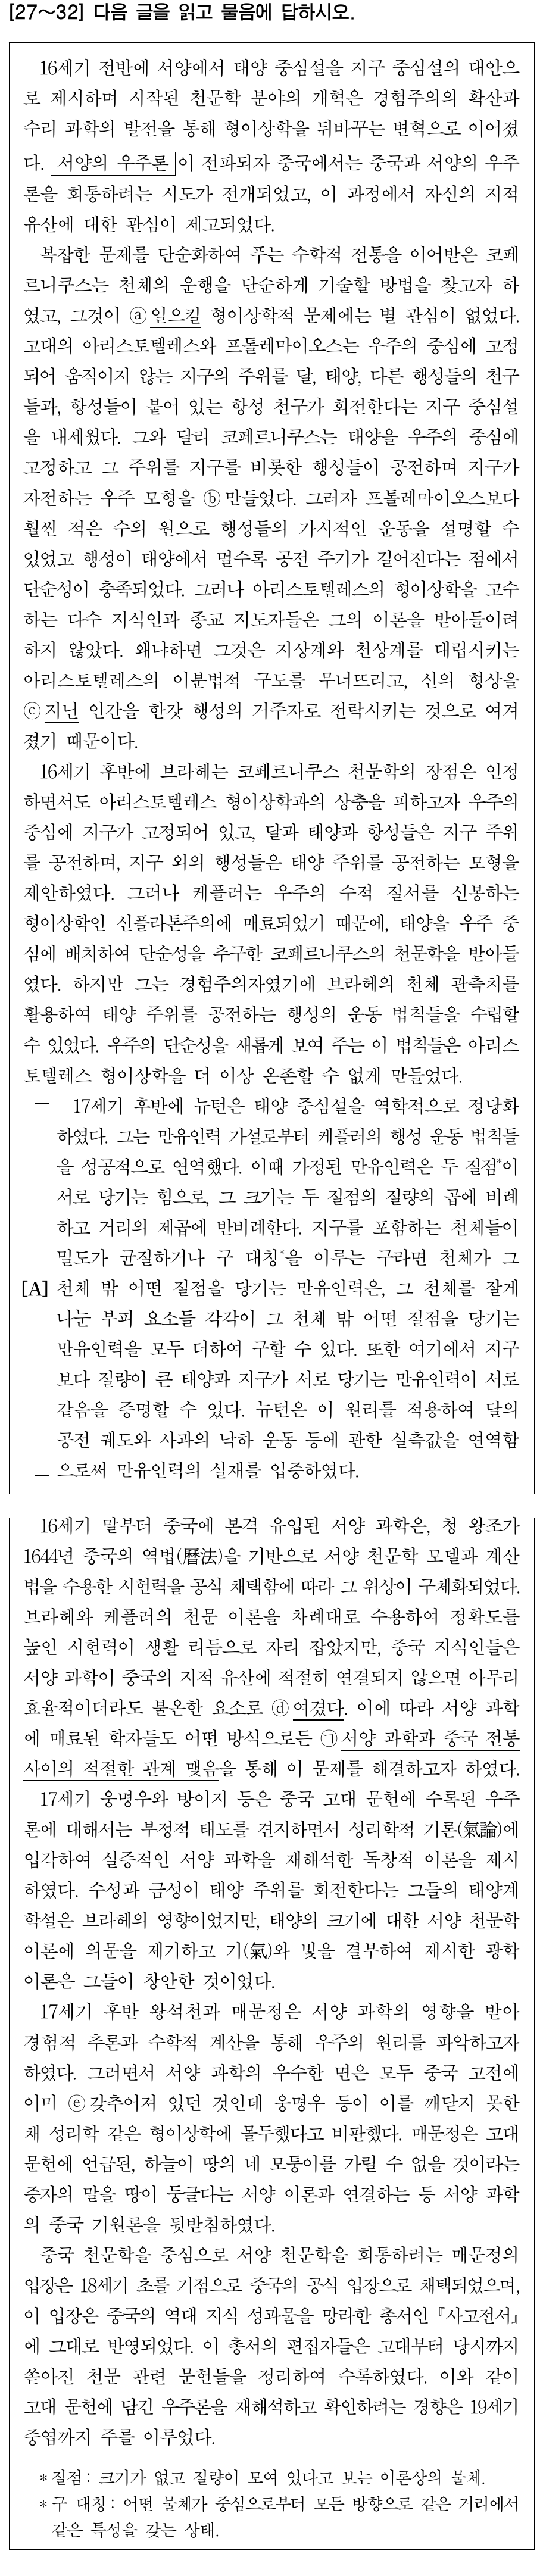 [27～32] 다음 글을 읽고 물음에 답하시오.
16세기 전반에 서양에서 태양 중심설을 지구 중심설의 대안으
로 제시하며 시작된 천문학 분야의 개혁은 경험주의의 확산과
수리 과학의 발전을 통해 형이상학을 뒤바꾸는 변혁으로 이어졌
다. 서양의 우주론이 전파되자 중국에서는 중국과 서양의 우주
론을 회통하려는 시도가 전개되었고, 이 과정에서 자신의 지적
유산에 대한 관심이 제고되었다.
복잡한 문제를 단순화하여 푸는 수학적 전통을 이어받은 코페
르니쿠스는 천체의 운행을 단순하게 기술할 방법을 찾고자 하
였고, 그것이 ⓐ 일으킬 형이상학적 문제에는 별 관심이 없었다.
고대의 아리스토텔레스와 프톨레마이오스는 우주의 중심에 고정
되어 움직이지 않는 지구의 주위를 달, 태양, 다른 행성들의 천구
들과, 항성들이 붙어 있는 항성 천구가 회전한다는 지구 중심설
을 내세웠다. 그와 달리 코페르니쿠스는 태양을 우주의 중심에
고정하고 그 주위를 지구를 비롯한 행성들이 공전하며 지구가
자전하는 우주 모형을 ⓑ 만들었다. 그러자 프톨레마이오스보다
훨씬 적은 수의 원으로 행성들의 가시적인 운동을 설명할 수
있었고 행성이 태양에서 멀수록 공전 주기가 길어진다는 점에서
단순성이 충족되었다. 그러나 아리스토텔레스의 형이상학을 고수
하는 다수 지식인과 종교 지도자들은 그의 이론을 받아들이려
하지 않았다. 왜냐하면 그것은 지상계와 천상계를 대립시키는
아리스토텔레스의 이분법적 구도를 무너뜨리고, 신의 형상을
ⓒ 지닌 인간을 한갓 행성의 거주자로 전락시키는 것으로 여겨
졌기 때문이다.
16세기 후반에 브라헤는 코페르니쿠스 천문학의 장점은 인정
하면서도 아리스토텔레스 형이상학과의 상충을 피하고자 우주의
중심에 지구가 고정되어 있고, 달과 태양과 항성들은 지구 주위
를 공전하며, 지구 외의 행성들은 태양 주위를 공전하는 모형을
제안하였다. 그러나 케플러는 우주의 수적 질서를 신봉하는
형이상학인 신플라톤주의에 매료되었기 때문에, 태양을 우주 중
심에 배치하여 단순성을 추구한 코페르니쿠스의 천문학을 받아들
였다. 하지만 그는 경험주의자였기에 브라헤의 천체 관측치를
활용하여 태양 주위를 공전하는 행성의 운동 법칙들을 수립할
수 있었다. 우주의 단순성을 새롭게 보여 주는 이 법칙들은 아리스
토텔레스 형이상학을 더 이상 온존할 수 없게 만들었다.
17세기 후반에 뉴턴은 태양 중심설을 역학적으로 정당화
하였다. 그는 만유인력 가설로부터 케플러의 행성 운동 법칙들
을 성공적으로 연역했다. 이때 가정된 만유인력은 두 질점*이
서로 당기는 힘으로, 그 크기는 두 질점의 질량의 곱에 비례
하고 거리의 제곱에 반비례한다. 지구를 포함하는 천체들이
밀도가 균질하거나 구 대칭*을 이루는 구라면 천체가 그
[A] 천체 밖 어떤 질점을 당기는 만유인력은, 그 천체를 잘게
나눈 부피 요소들 각각이 그 천체 밖 어떤 질점을 당기는
만유인력을 모두 더하여 구할 수 있다. 또한 여기에서 지구
보다 질량이 큰 태양과 지구가 서로 당기는 만유인력이 서로
같음을 증명할 수 있다. 뉴턴은 이 원리를 적용하여 달의
공전 궤도와 사과의 낙하 운동 등에 관한 실측값을 연역함
으로써 만유인력의 실재를 입증하였다.
16세기 말부터 중국에 본격 유입된 서양 과학은, 청 왕조가
1644년 중국의 역법(曆法)을 기반으로 서양 천문학 모델과 계산
법을 수용한 시헌력을 공식 채택함에 따라 그 위상이 구체화되었다.
브라헤와 케플러의 천문 이론을 차례대로 수용하여 정확도를
높인 시헌력이 생활 리듬으로 자리 잡았지만, 중국 지식인들은
서양 과학이 중국의 지적 유산에 적절히 연결되지 않으면 아무리
효율적이더라도 불온한 요소로 ⓓ 여겼다. 이에 따라 서양 과학
에 매료된 학자들도 어떤 방식으로든 ㉠ 서양 과학과 중국 전통
사이의 적절한 관계 맺음을 통해 이 문제를 해결하고자 하였다.
17세기 웅명우와 방이지 등은 중국 고대 문헌에 수록된 우주
론에 대해서는 부정적 태도를 견지하면서 성리학적 기론(氣論)에
입각하여 실증적인 서양 과학을 재해석한 독창적 이론을 제시
하였다. 수성과 금성이 태양 주위를 회전한다는 그들의 태양계
학설은 브라헤의 영향이었지만, 태양의 크기에 대한 서양 천문학
이론에 의문을 제기하고 기(氣)와 빛을 결부하여 제시한 광학
이론은 그들이 창안한 것이었다.
17세기 후반 왕석천과 매문정은 서양 과학의 영향을 받아
경험적 추론과 수학적 계산을 통해 우주의 원리를 파악하고자
하였다. 그러면서 서양 과학의 우수한 면은 모두 중국 고전에
이미 ⓔ 갖추어져 있던 것인데 웅명우 등이 이를 깨닫지 못한
채 성리학 같은 형이상학에 몰두했다고 비판했다. 매문정은 고대
문헌에 언급된, 하늘이 땅의 네 모퉁이를 가릴 수 없을 것이라는
증자의 말을 땅이 둥글다는 서양 이론과 연결하는 등 서양 과학
의 중국 기원론을 뒷받침하였다.
중국 천문학을 중심으로 서양 천문학을 회통하려는 매문정의
입장은 18세기 초를 기점으로 중국의 공식 입장으로 채택되었으며,
이 입장은 중국의 역대 지식 성과물을 망라한 총서인 『사고전서』
에 그대로 반영되었다. 이 총서의 편집자들은 고대부터 당시까지
쏟아진 천문 관련 문헌들을 정리하여 수록하였다. 이와 같이
고대 문헌에 담긴 우주론을 재해석하고 확인하려는 경향은 19세기
중엽까지 주를 이루었다.
* 질점 : 크기가 없고 질량이 모여 있다고 보는 이론상의 물체.
* 구 대칭 : 어떤 물체가 중심으로부터 모든 방향으로 같은 거리에서
같은 특성을 갖는 상태.